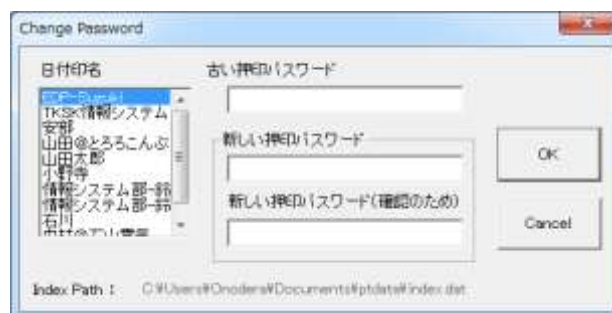 Change Password
日付印名
EDP-Suzuki
TKSK情報システム
安部
山田@とろろこんぶ
山田太郎
小野寺
情報システム部-鈴
情報システム部-鈴
石川
古い押印パスワード
新しい押印パスワード
新しい押印パスワード(確認のため)
OK
Cancel
Index Path : C:¥Users¥Onodera¥Documents¥ptdata¥index.dat